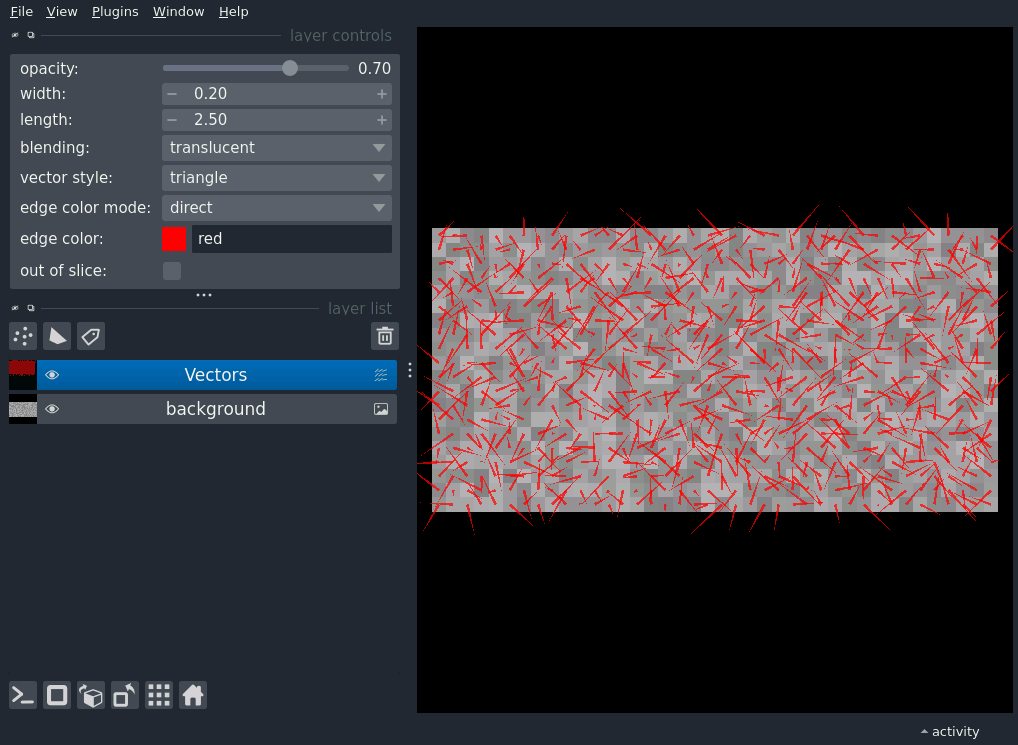 File View Plugins Window Help
layer controls
opacity: 0.70
width: 0.20
length: 2.50
blending: translucent
vector style: triangle
edge color mode: direct
edge color: red
out of slice:
layer list
Vectors
background
activity